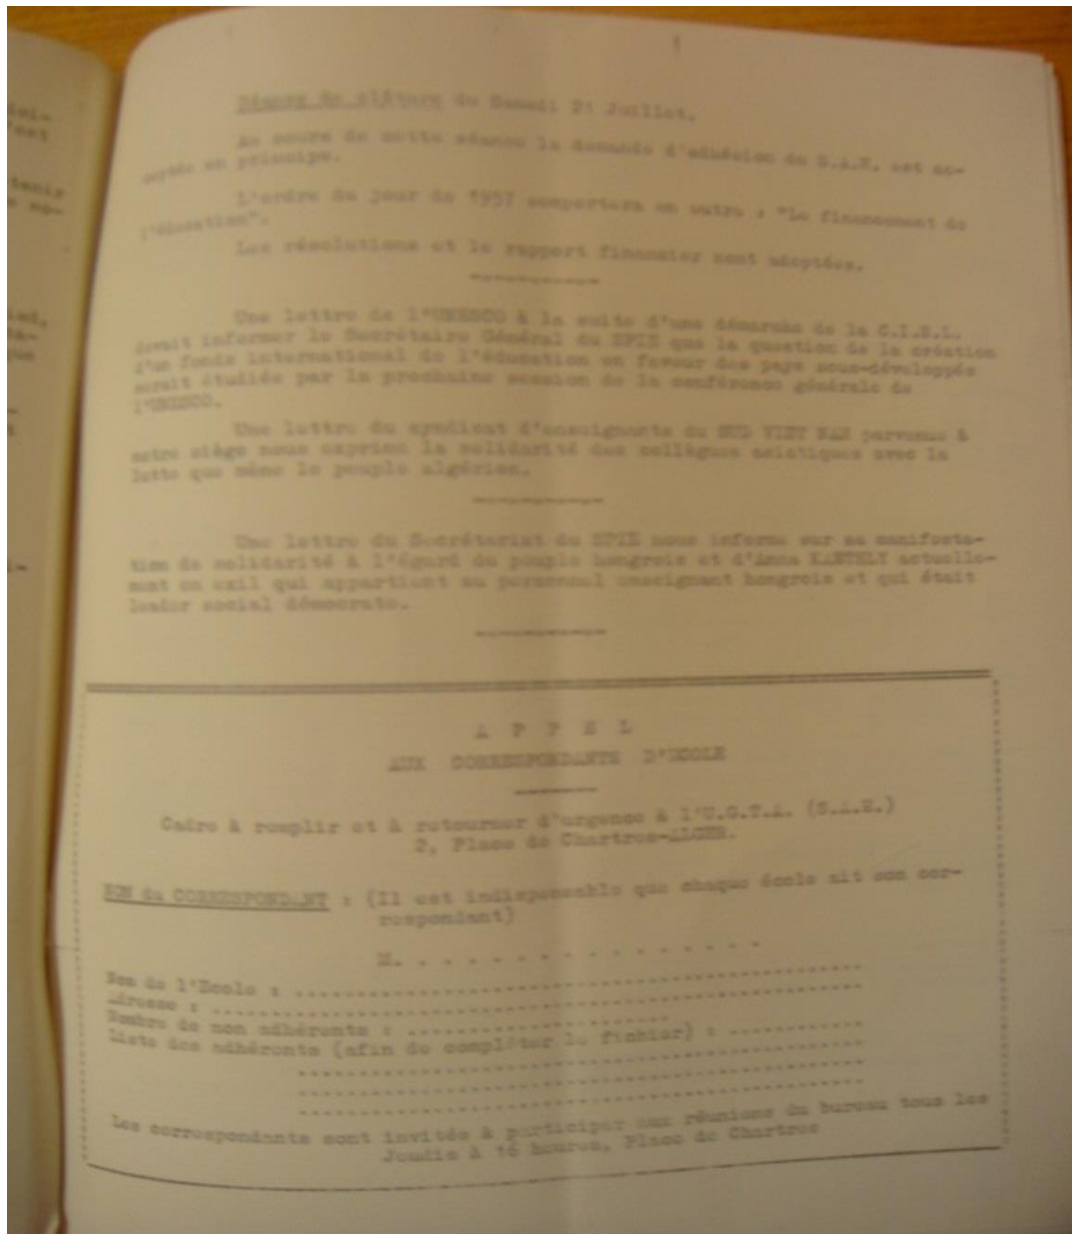 Séance de clôture du Samedi 21 Juillet.
Au cours de cette séance la demande d'adhésion du S.A.E. est ac-
ceptée en principe.
L'ordre du jour de 1957 comportera en outre : "Le financement de
l'éducation".
Les résolutions et le rapport financier sont adoptées.
----------
Une lettre de l'UNESCO à la suite d'une démarche de la C.I.S.L.
devait informer le Secrétaire Général du SPIE que la question de la création
d'un fonds international de l'éducation en faveur des pays sous-développés
serait étudiée par la prochaine session de la conférence générale de
l'UNESCO.
Une lettre du syndicat d'enseignants du SUD VIET NAM parvenue à
notre siège nous exprime la solidarité des collègues asiatiques avec la
lutte que mène le peuple algérien.
----------
Une lettre du Secrétariat du SPIE nous informe sur sa manifesta-
tion de solidarité à l'égard du peuple hongrois et d'Anna actuelle-
ment en exil qui appartient au personnel enseignant hongrois et qui était
leader social démocrate.
----------
A P P E L
AUX CORRESPONDANTS D'ECOLE
Cadre à remplir et à retourner d'urgence à l'U.G.T.A. (S.A.E.)
2, Place de Chartres-ALGER.
NOM du CORRESPONDANT : (Il est indispensable que chaque école ait son cor-
respondant)
M. . . . . . . . . . . . . . . .
Nom de l'Ecole : ..................................................
Adresse : ..........................................................
Nombre de non adhérents : .......................
Liste des adhérents (afin de compléter le fichier) : ............
..................................................
..................................................
..................................................
Les correspondants sont invités à participer aux réunions du bureau tous les
Jeudis à 16 heures, Place de Chartres